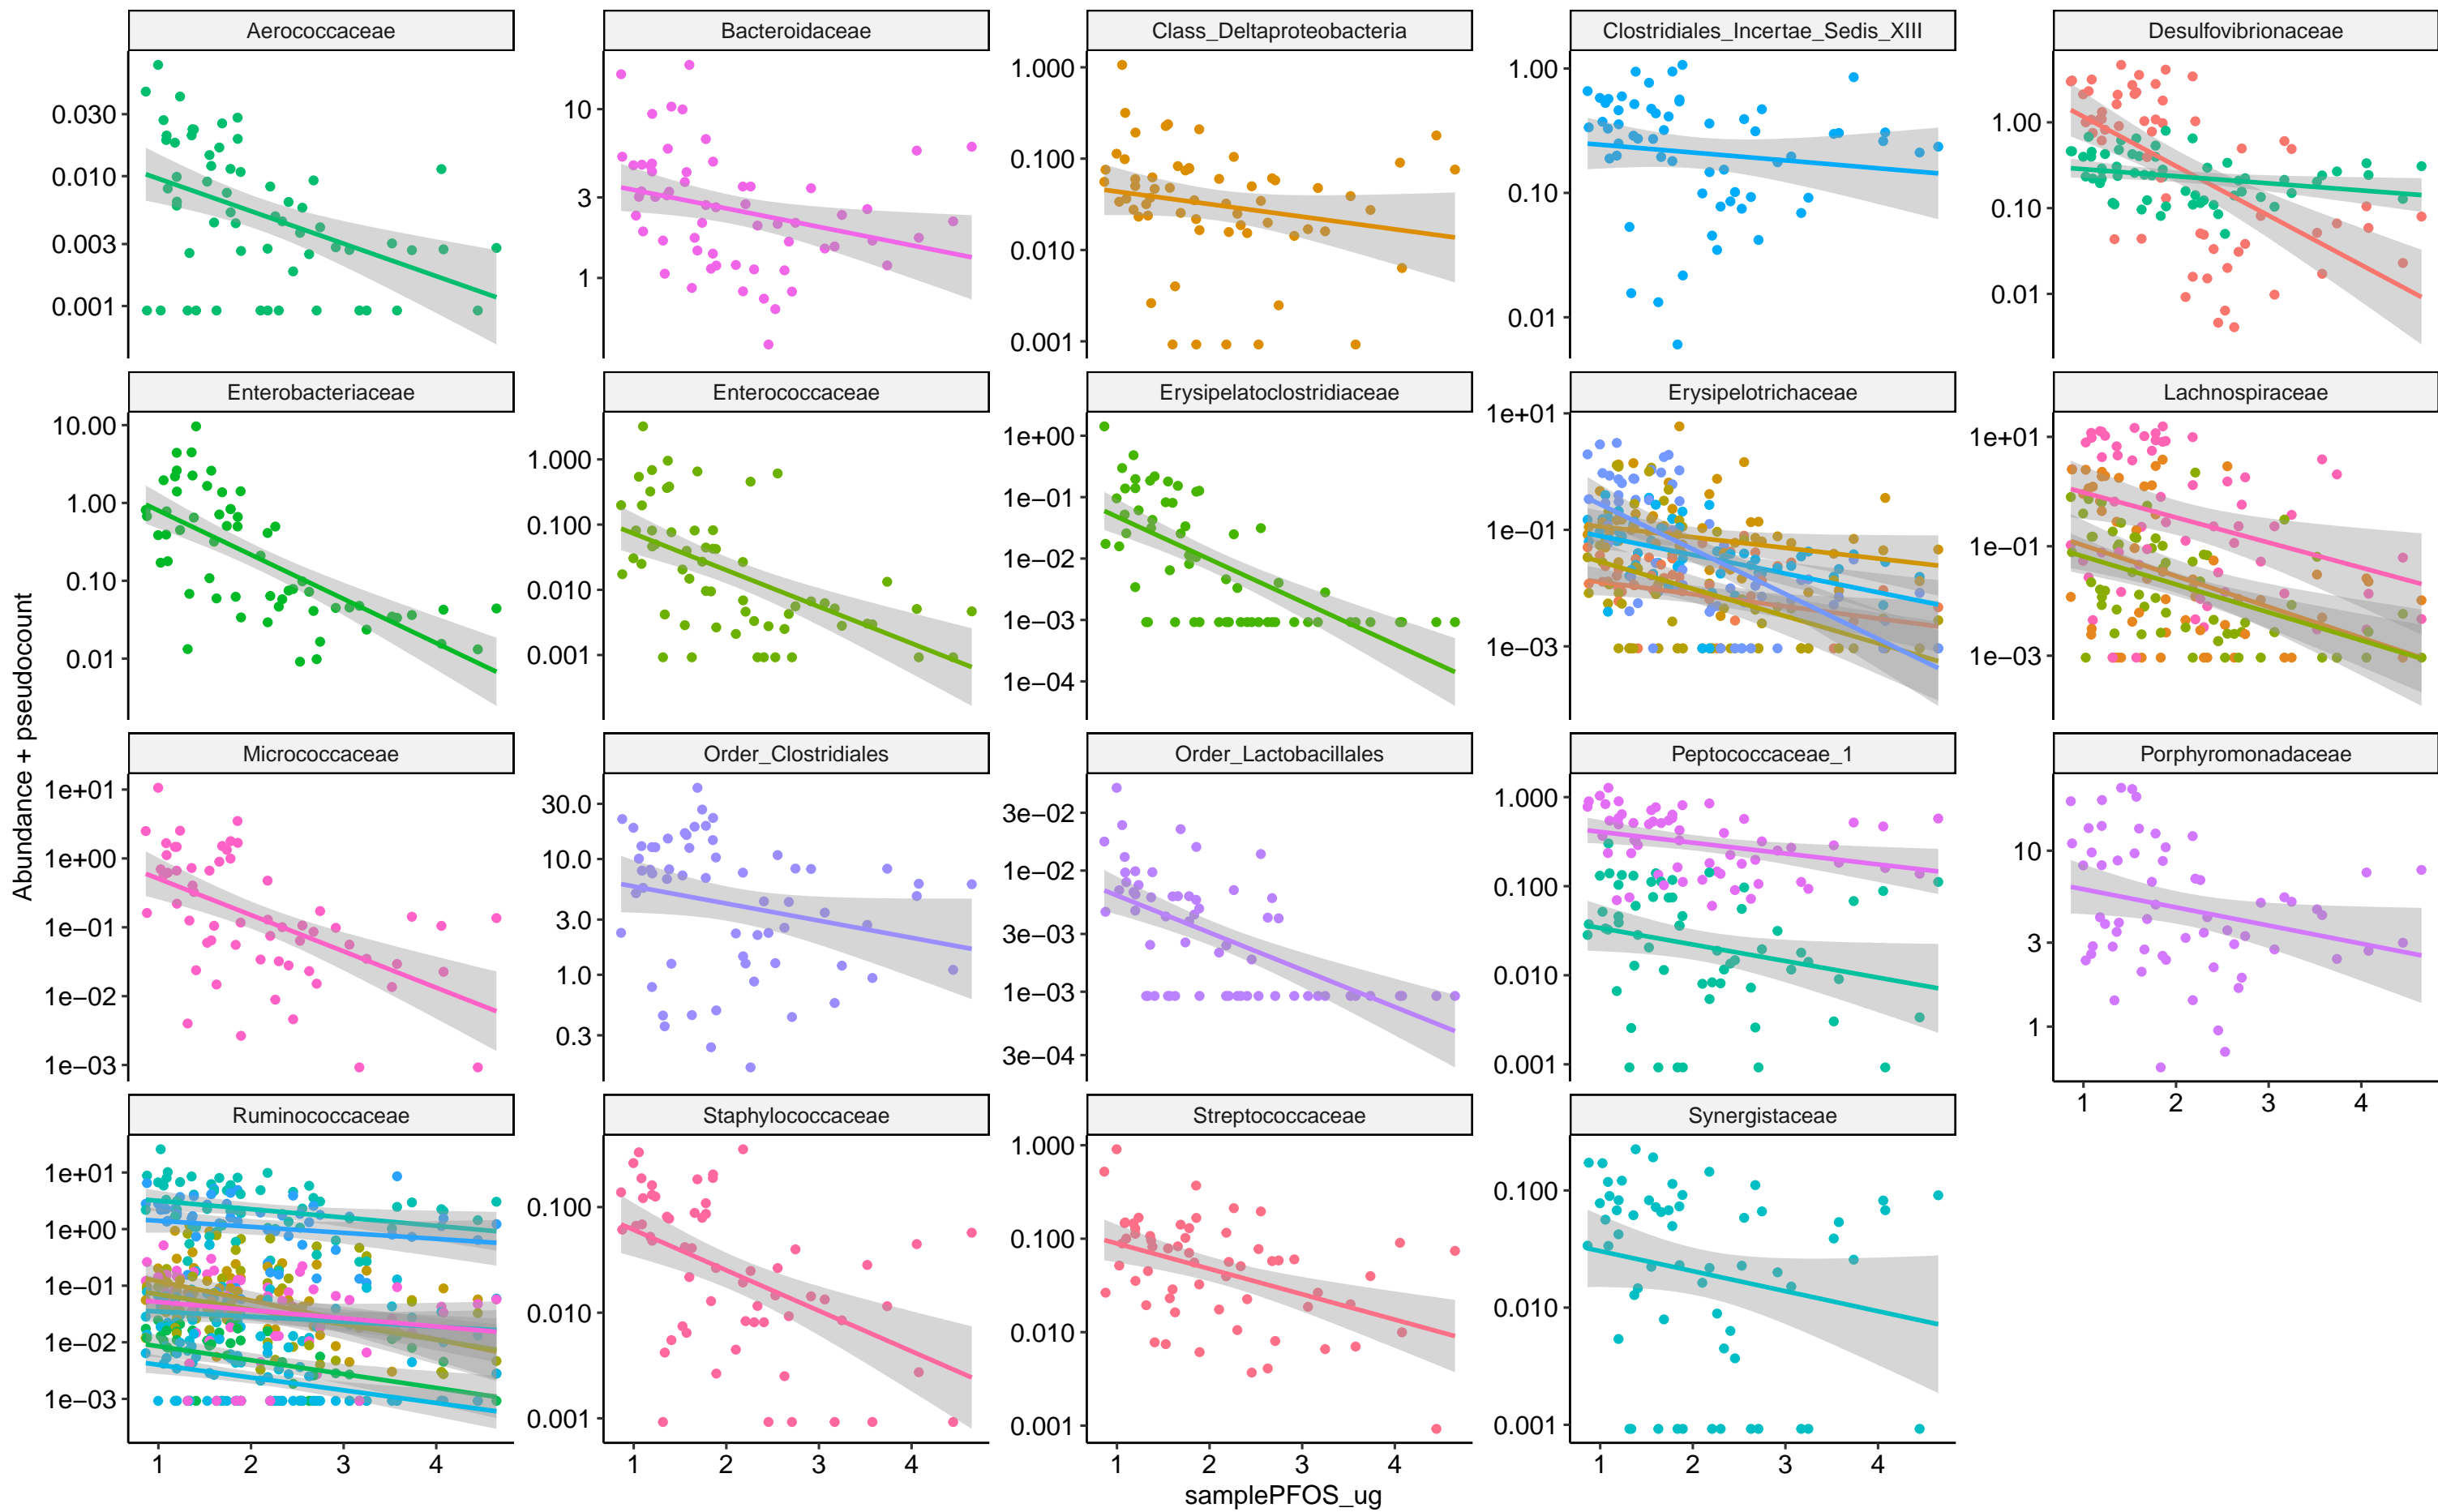 Aerococcaceae
Bacteroidaceae
Class_Deltaproteobacteria
Clostridiales_Incertae_Sedis_XIII
Desulfovibrionaceae
0.030
0.010
0.003
0.001
10
3
1
1.000
0.100
0.010
0.001
1.00
0.10
0.01
1.00
0.10
0.01
Enterobacteriaceae
Enterococcaceae
Erysipelatoclostridiaceae
Erysipelotrichaceae
Lachnospiraceae
10.00
1.00
0.10
0.01
1.000
0.100
0.010
0.001
1e+00
1e−01
1e−02
1e−03
1e−04
1e+01
1e−01
1e−03
1e+01
1e−01
1e−03
Abundance + pseudocount
Micrococcaceae
Order_Clostridiales
Order_Lactobacillales
Peptococcaceae_1
Porphyromonadaceae
1e+01
1e+00
1e−01
1e−02
1e−03
30.0
10.0
3.0
1.0
0.3
3e−02
1e−02
3e−03
1e−03
3e−04
1.000
0.100
0.010
0.001
10
3
1
1 2 3 4
Ruminococcaceae
Staphylococcaceae
Streptococcaceae
Synergistaceae
1e+01
1e+00
1e−01
1e−02
1e−03
0.100
0.010
0.001
1.000
0.100
0.010
0.001
0.100
0.010
0.001
1 2 3 4
1 2 3 4
1 2 3 4
1 2 3 4
samplePFOS_ug